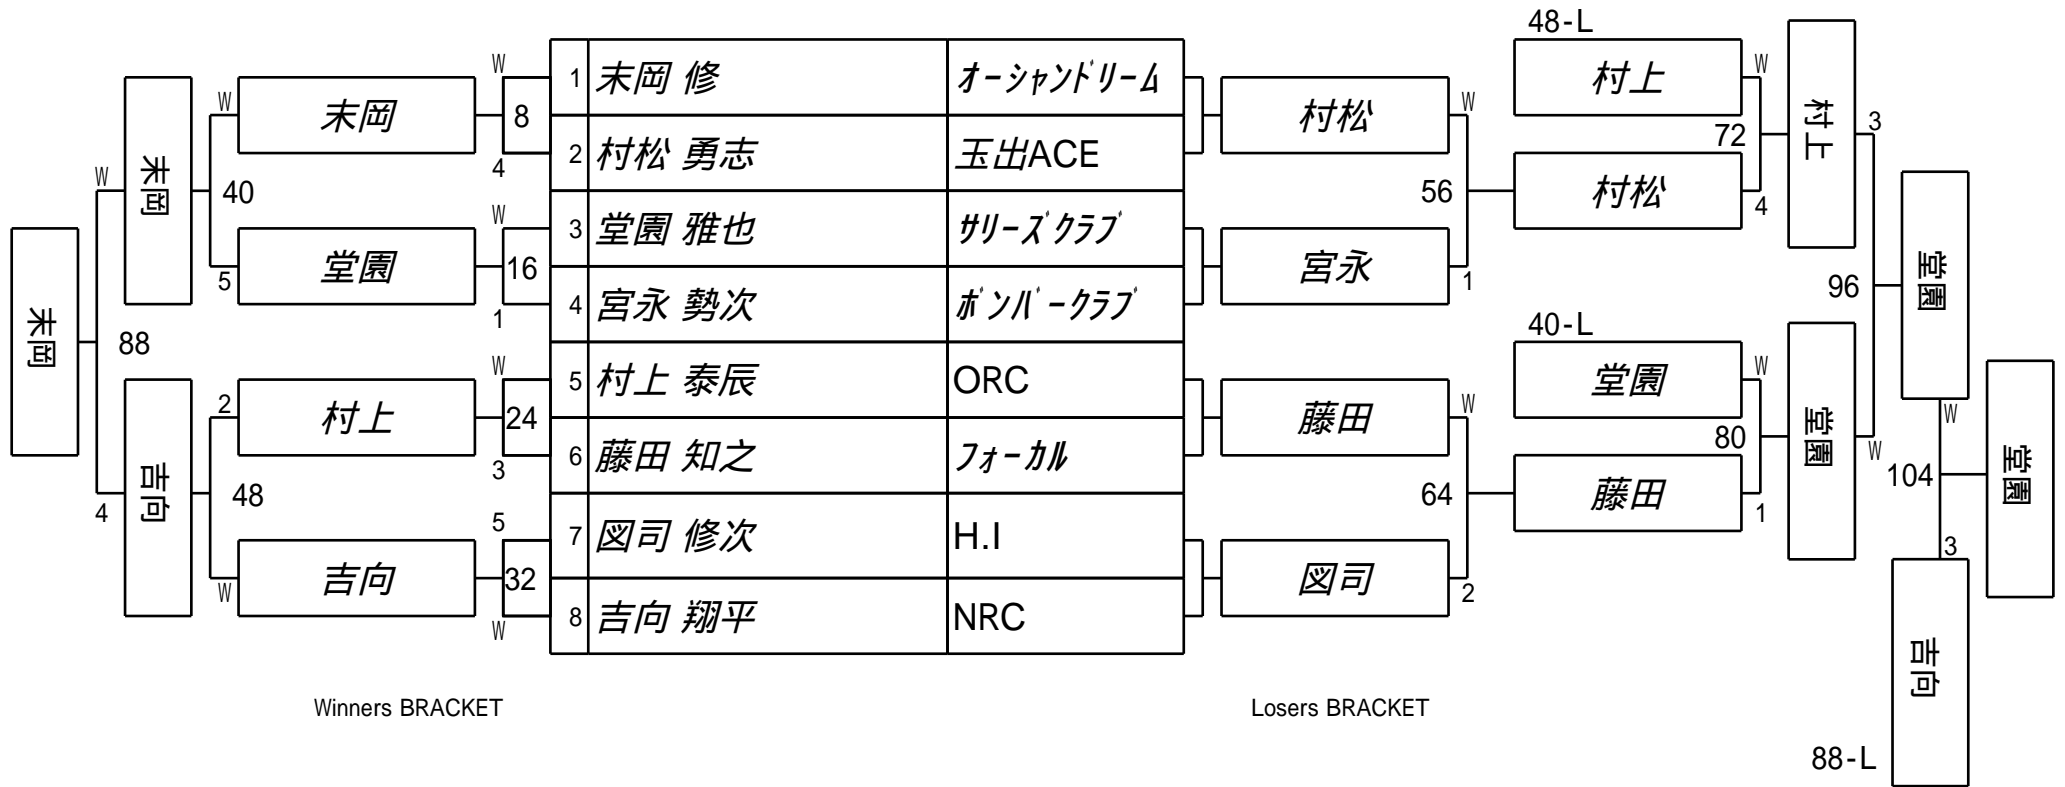 末岡
W
88
4
末岡
吉向
W
40
5
2
48
W
末岡
堂園
村上
吉向
W
8
4
W
16
1
W
24
3
5
32
W
1 末岡 修 オーシャンドリーム
2 村松 勇志 玉出ACE
3 堂園 雅也 サリーズクラブ
4 宮永 勢次 ボンバークラブ
5 村上 泰辰 ORC
6 藤田 知之 フォーカル
7 図司 修次 H.I
8 吉向 翔平 NRC
村松
宮永
藤田
図司
W
56
1
W
64
2
48-L
村上
村松
40-L
堂園
藤田
W
72
4
W
80
1
村上
堂園
3
96
W
堂園
W
104
3
吉向
88-L
堂園
Winners BRACKET
Losers BRACKET